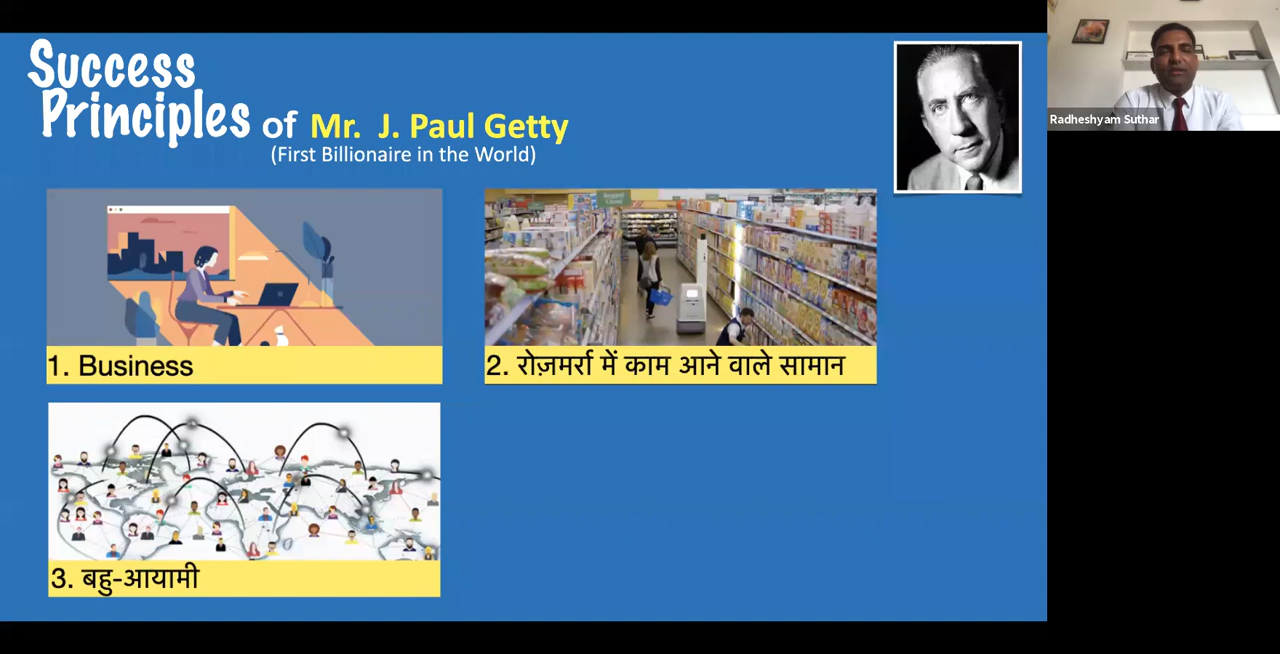 Success
Principles of Mr. J. Paul Getty
(First Billionaire in the World)
Radheshyam Suthar
1. Business
2. रोज़मर्रा में काम आने वाले सामान
3. बहु-आयामी